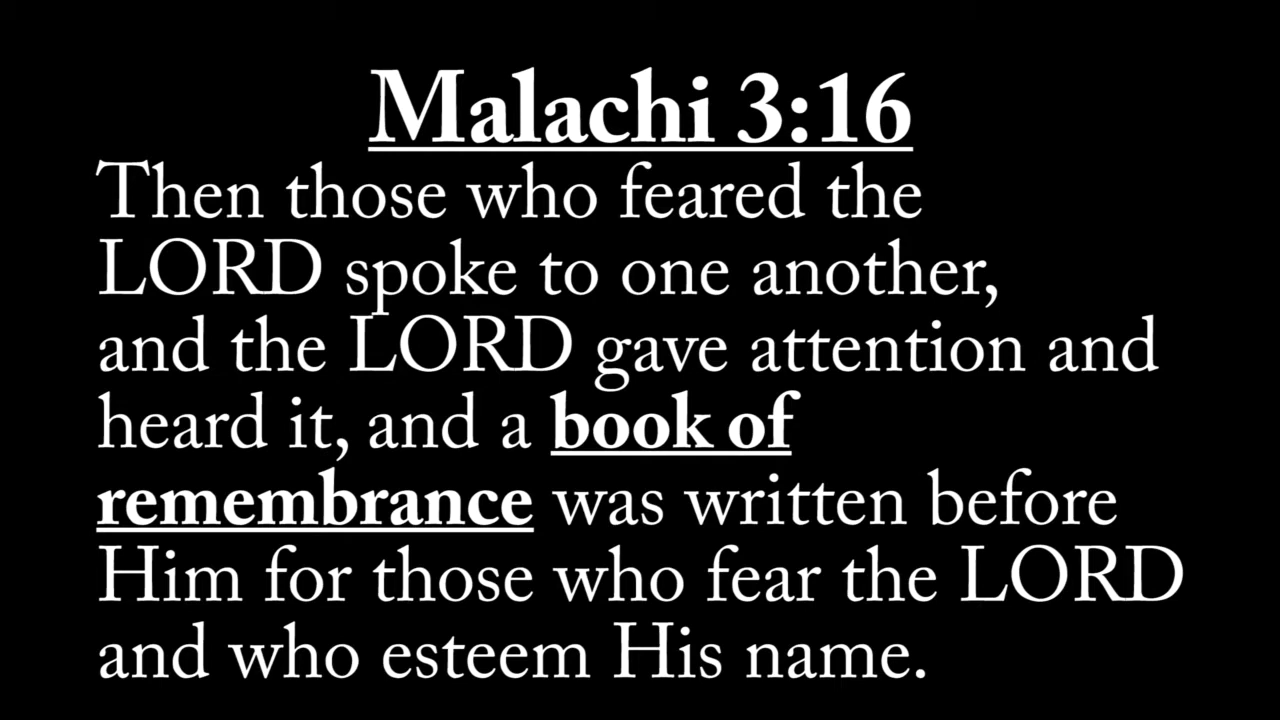 Malachi 3:16
Then those who feared the
LORD spoke to one another,
and the LORD gave attention and
heard it, and a book of
remembrance was written before
Him for those who fear the LORD
and who esteem His name.